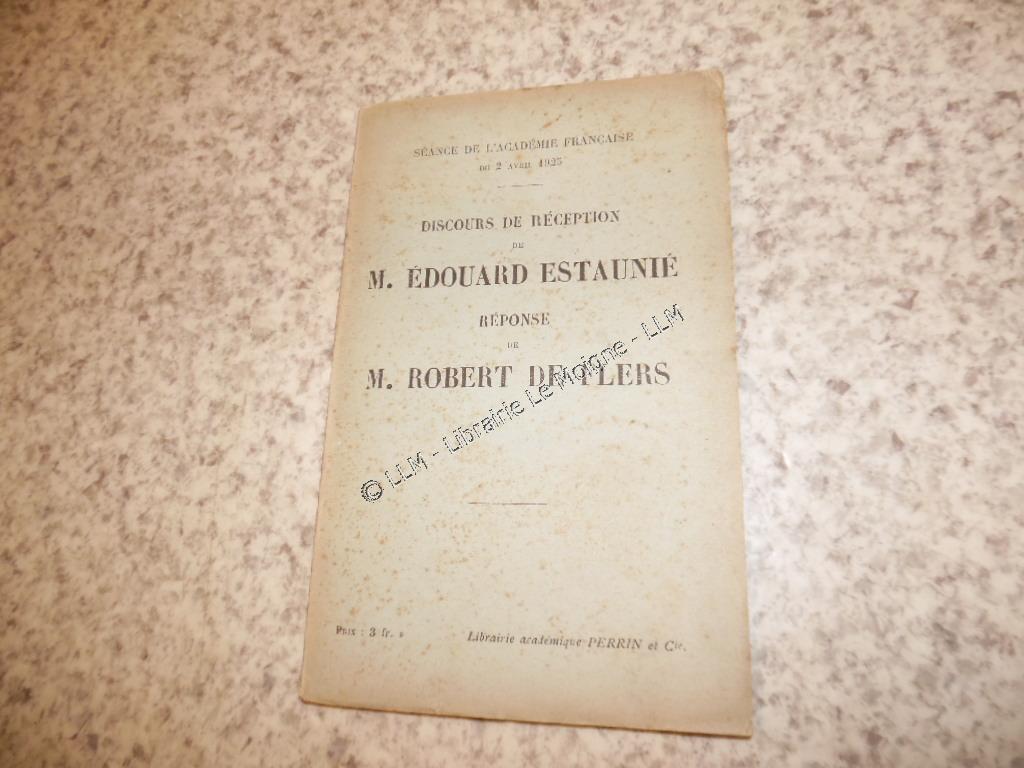 SÉANCE DE L'ACADÉMIE FRANÇAISE
DU 2 AVRIL 1925
DISCOURS DE RÉCEPTION
DE
M. ÉDOUARD ESTAUNIÉ
RÉPONSE
DE
M. ROBERT DE FLERS
© LLM - Librairie Le Moigne - LLM
PRIX : 3 fr. »
Librairie académique PERRIN et Cie.